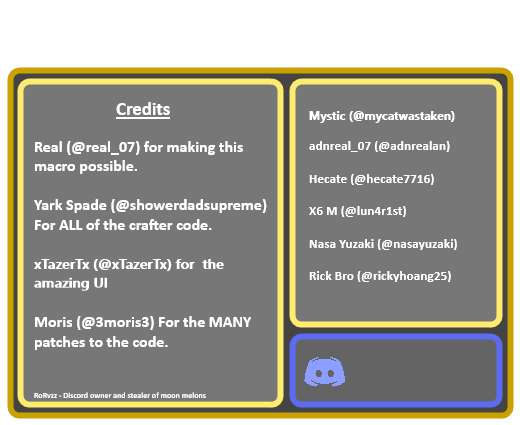 Credits
Real (@real_07) for making this
macro possible.
Yark Spade (@showerdadsupreme)
For ALL of the crafter code.
xTazerTx (@xTazerTx) for  the
amazing UI
Moris (@3moris3) For the MANY
patches to the code.
RoRvzz - Discord owner and stealer of moon melons
Mystic (@mycatwastaken)
adnreal_07 (@adnrealan)
Hecate (@hecate7716)
X6 M (@lun4r1st)
Nasa Yuzaki (@nasayuzaki)
Rick Bro (@rickyhoang25)